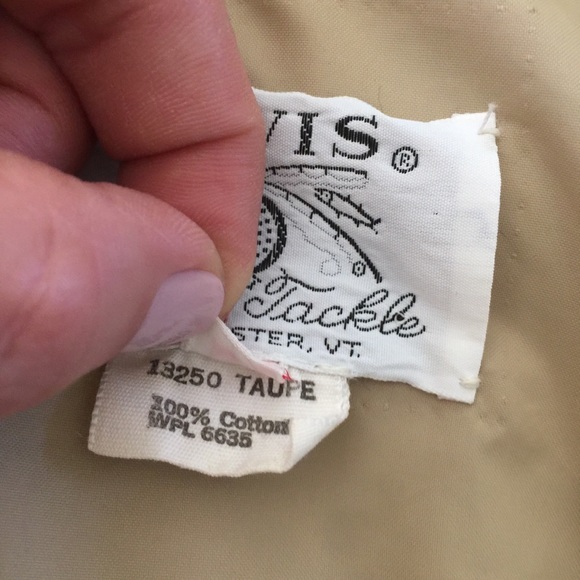 VIS®
Tackle
STER, VT.
13250 TAUPE
100% Cotton
WPL 6635